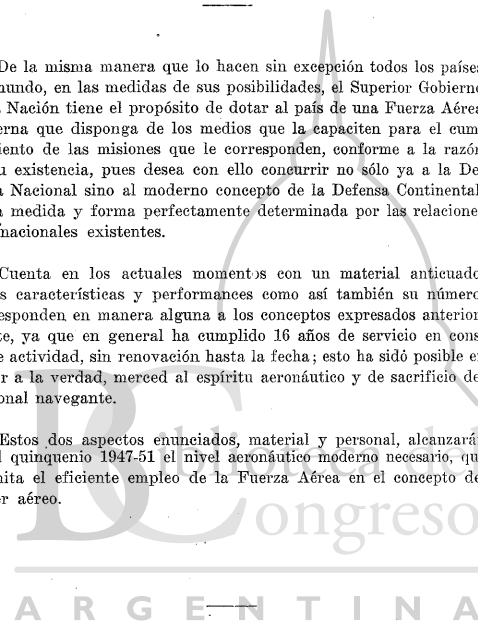 De la misma manera que lo hacen sin excepción todos los países
mundo, en las medidas de sus posibilidades, el Superior Gobierno
Nación tiene el propósito de dotar al país de una Fuerza Aérea
erna que disponga de los medios que la capaciten para el cum
iento de las misiones que le corresponden, conforme a la razón
u existencia, pues desea con ello concurrir no sólo ya a la De
a Nacional sino al moderno concepto de la Defensa Continental
a medida y forma perfectamente determinada por las relacione
nacionales existentes.
Cuenta en los actuales momentos con un material anticuado
s características y performances como así también su número
esponden en manera alguna a los conceptos expresados anterior
te, ya que en general ha cumplido 16 años de servicio en cons
e actividad, sin renovación hasta la fecha; esto ha sidó posible e
r a la verdad, merced al espíritu aeronáutico y de sacrificio de
onal navegante.
Estos dos aspectos enunciados, material y personal, alcanzará
l quinquenio 1947-51 el nivel aeronáutico moderno necesario, qu
mita el eficiente empleo de la Fuerza Aérea en el concepto de
r aéreo.
Biblioteca del
Congreso
ARGENTINA